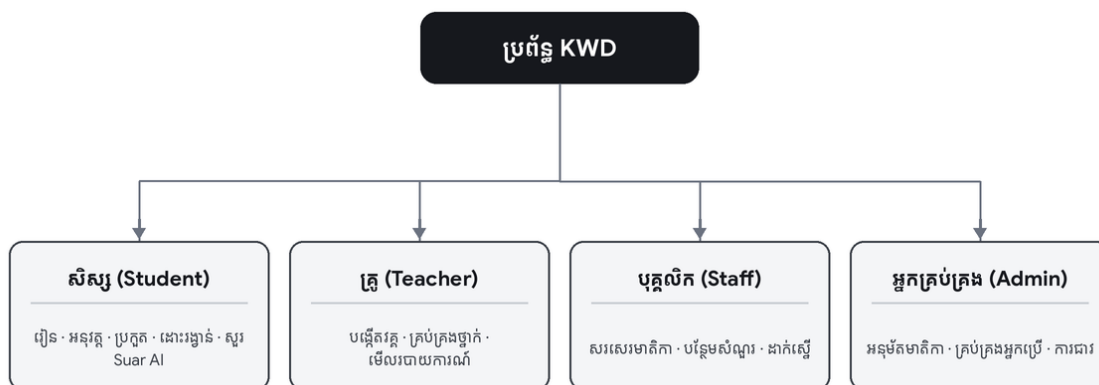 ប្រព័ន្ធ KWD
សិស្ស (Student)
រៀន · អនុវត្ត · ប្រកួត · ដោះរង្វាន់ · សួរ
Suar AI
គ្រូ (Teacher)
បង្កើតវគ្គ · គ្រប់គ្រងថ្នាក់ ·
មើលរបាយការណ៍
បុគ្គលិក (Staff)
សរសេរមាតិកា · បន្ថែមសំណួរ · ដាក់ស្នើ
អ្នកគ្រប់គ្រង (Admin)
អនុម័តមាតិកា · គ្រប់គ្រងអ្នកប្រើ · ការជាវ